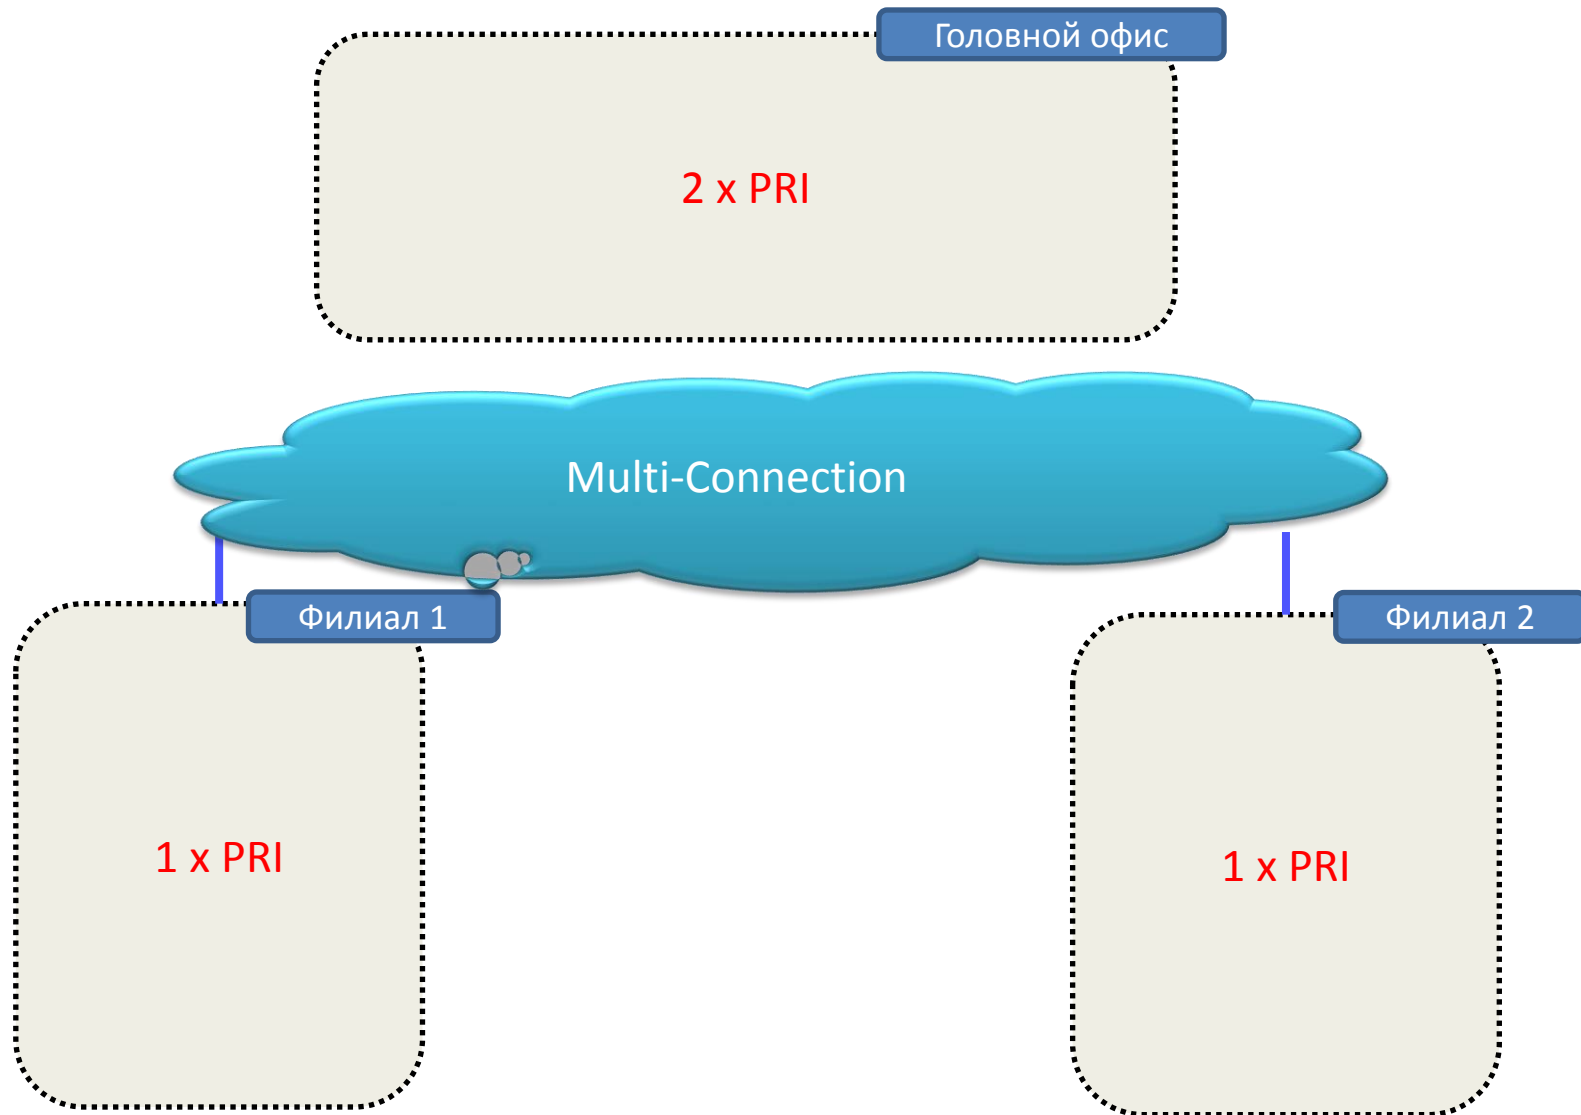 Головной офис
2 x PRI
Multi-Connection
Филиал 1
Филиал 2
1 x PRI
1 x PRI